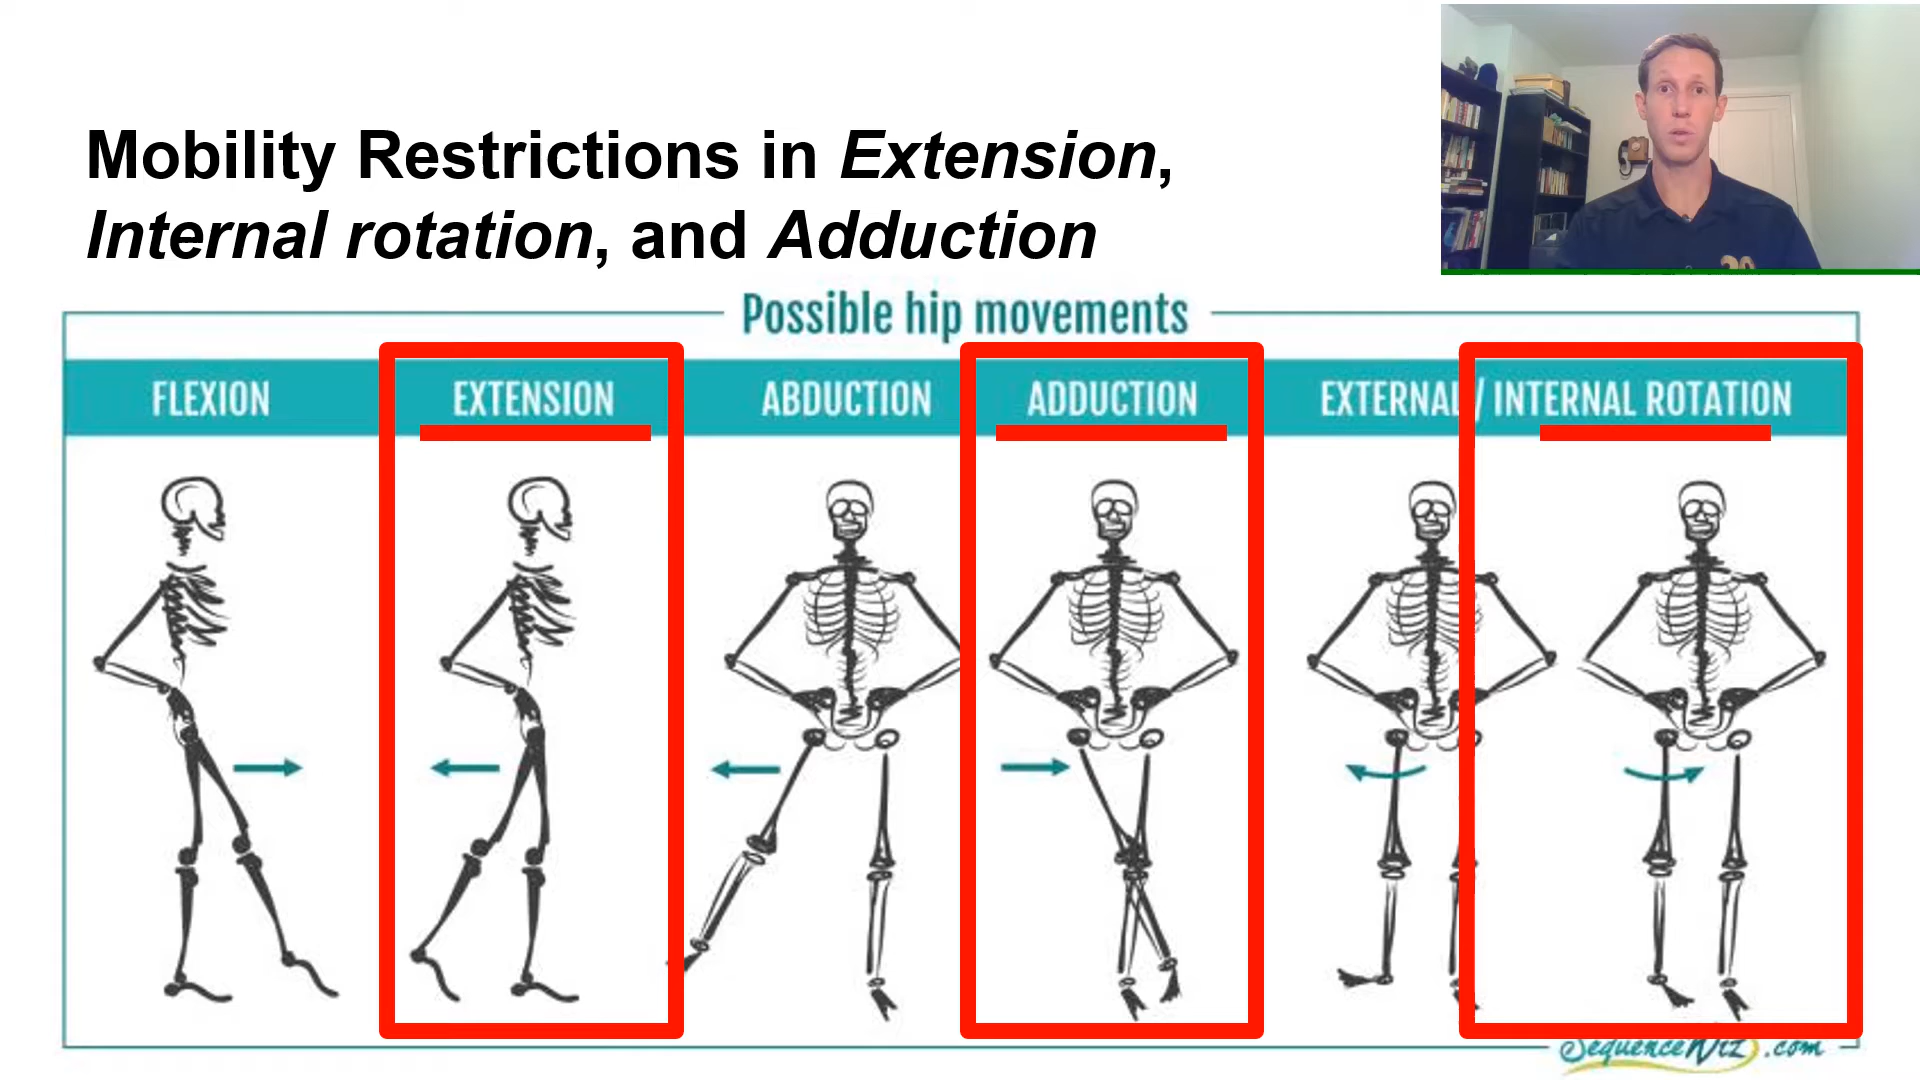 Mobility Restrictions in Extension,
Internal rotation, and Adduction
Possible hip movements
FLEXION
EXTENSION
ABDUCTION
ADDUCTION
EXTERNAL / INTERNAL ROTATION
SequenceWiz.com